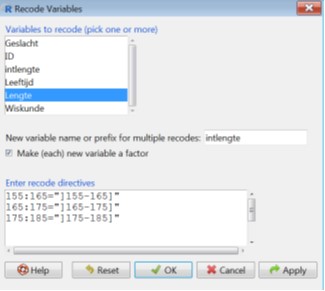 R Recode Variables
Variables to recode (pick one or more)
Geslacht
ID
intlengte
Leeftijd
Lengte
Wiskunde
New variable name or prefix for multiple recodes: intlengte
Make (each) new variable a factor
Enter recode directives
155:165="]155-165]"
165:175="]165-175]"
175:185="]175-185]"
Help Reset OK Cancel Apply